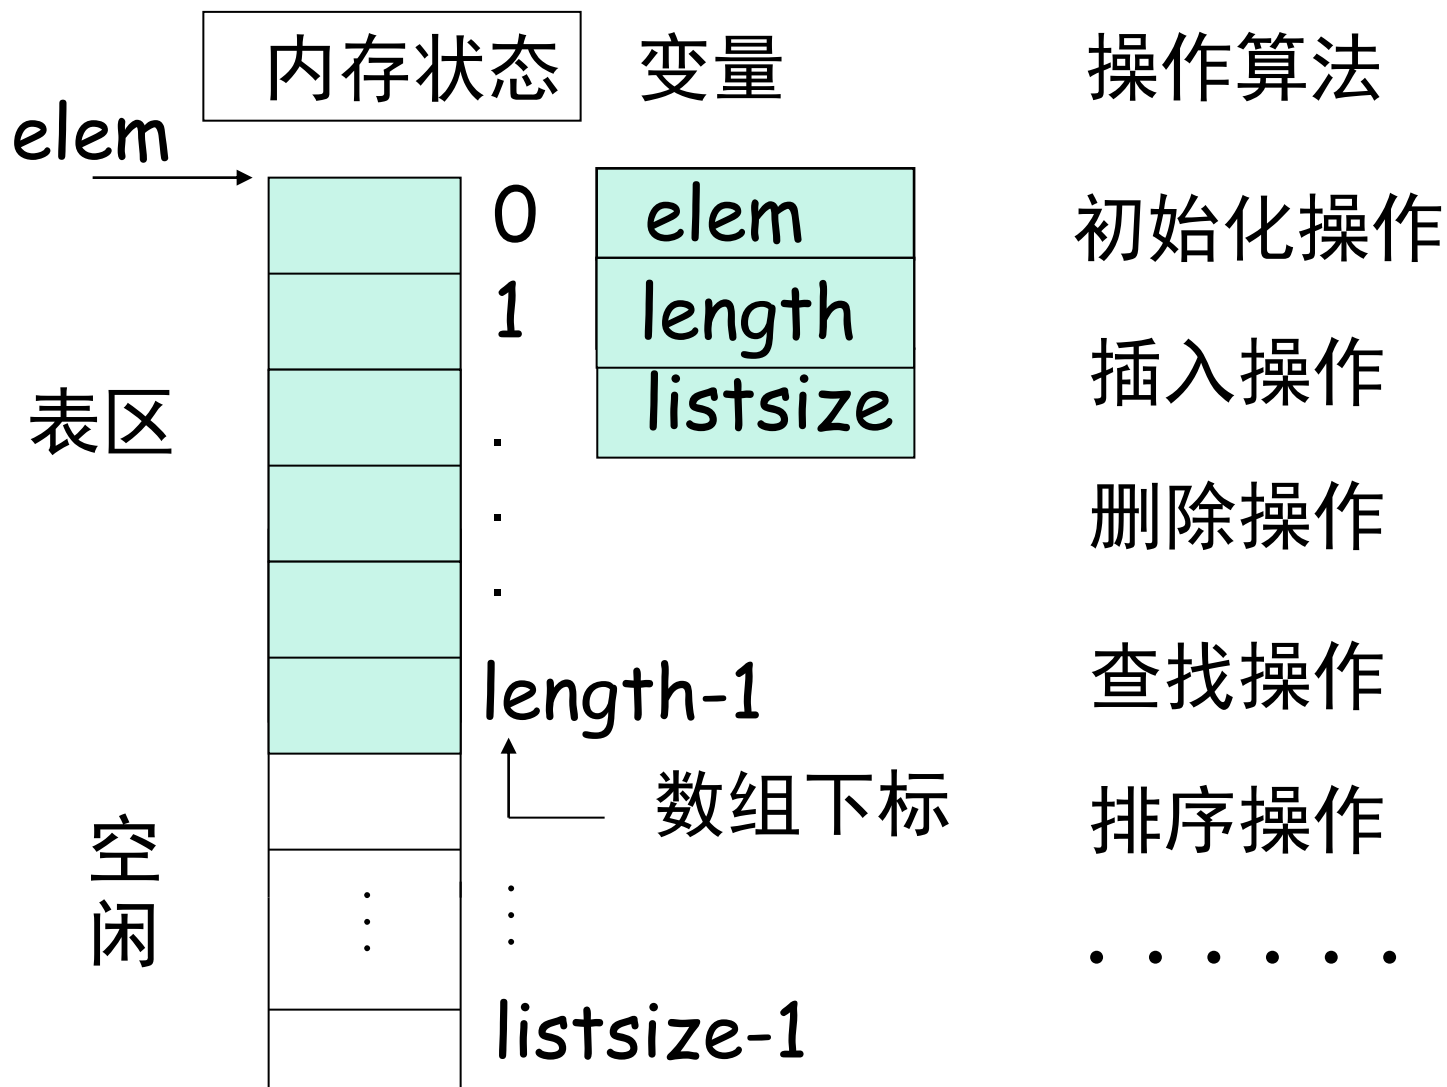 内存状态 变量 操作算法
elem
0 elem 初始化操作
1 length 插入操作
表区 . listsize
. 删除操作
.
length-1 查找操作
数组下标 排序操作
空
闲
. . . . . .
listsize-1